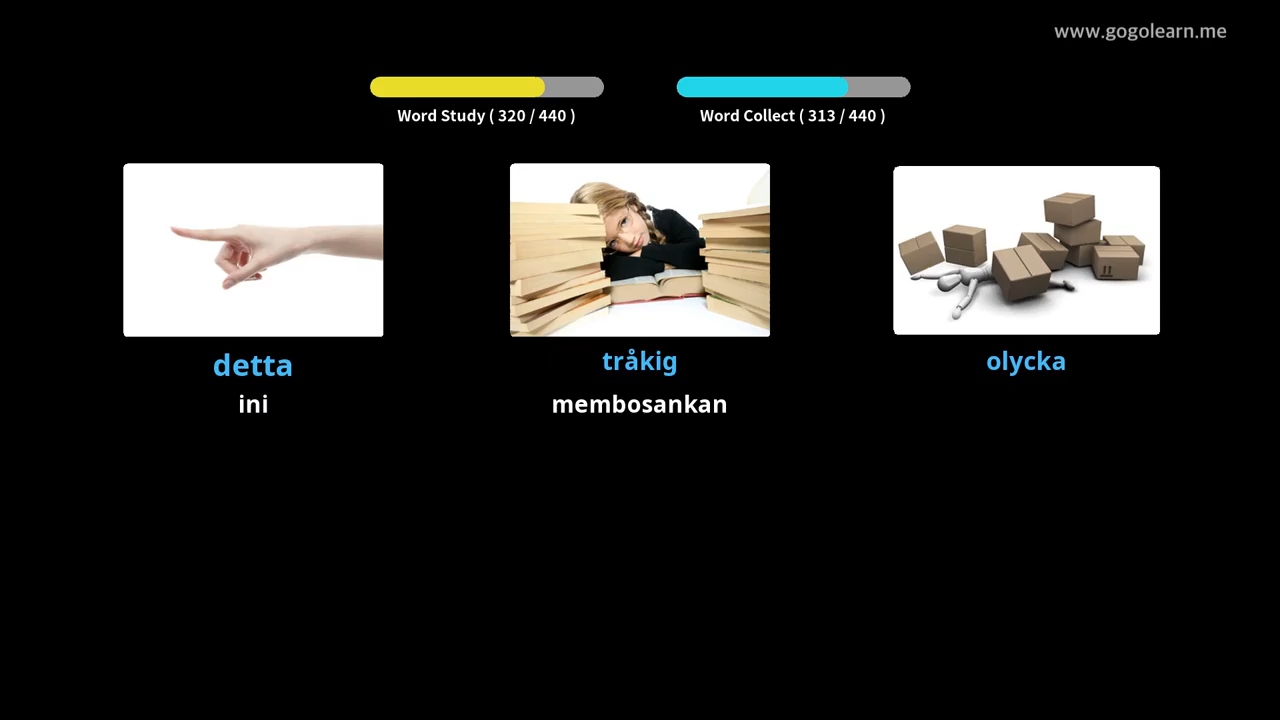 www.gogolearn.me
Word Study ( 320 / 440 )
Word Collect ( 313 / 440 )
detta
tråkig
olycka
ini
membosankan